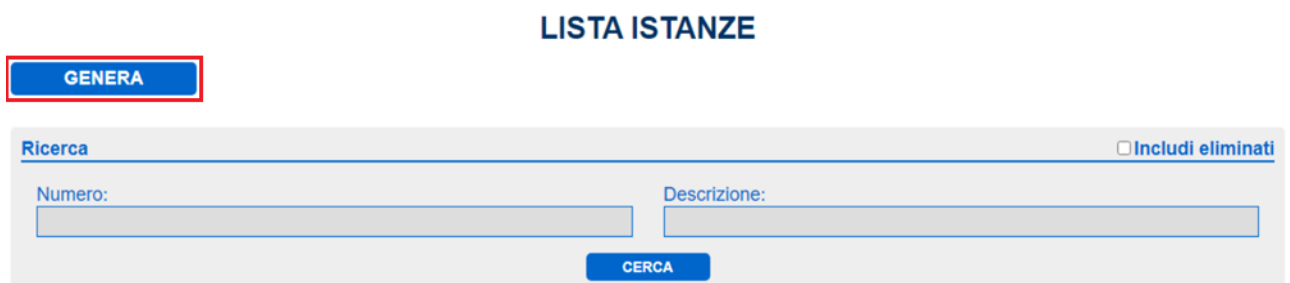 LISTA ISTANZE
GENERA
Ricerca
Includi eliminati
Numero:
Descrizione:
CERCA